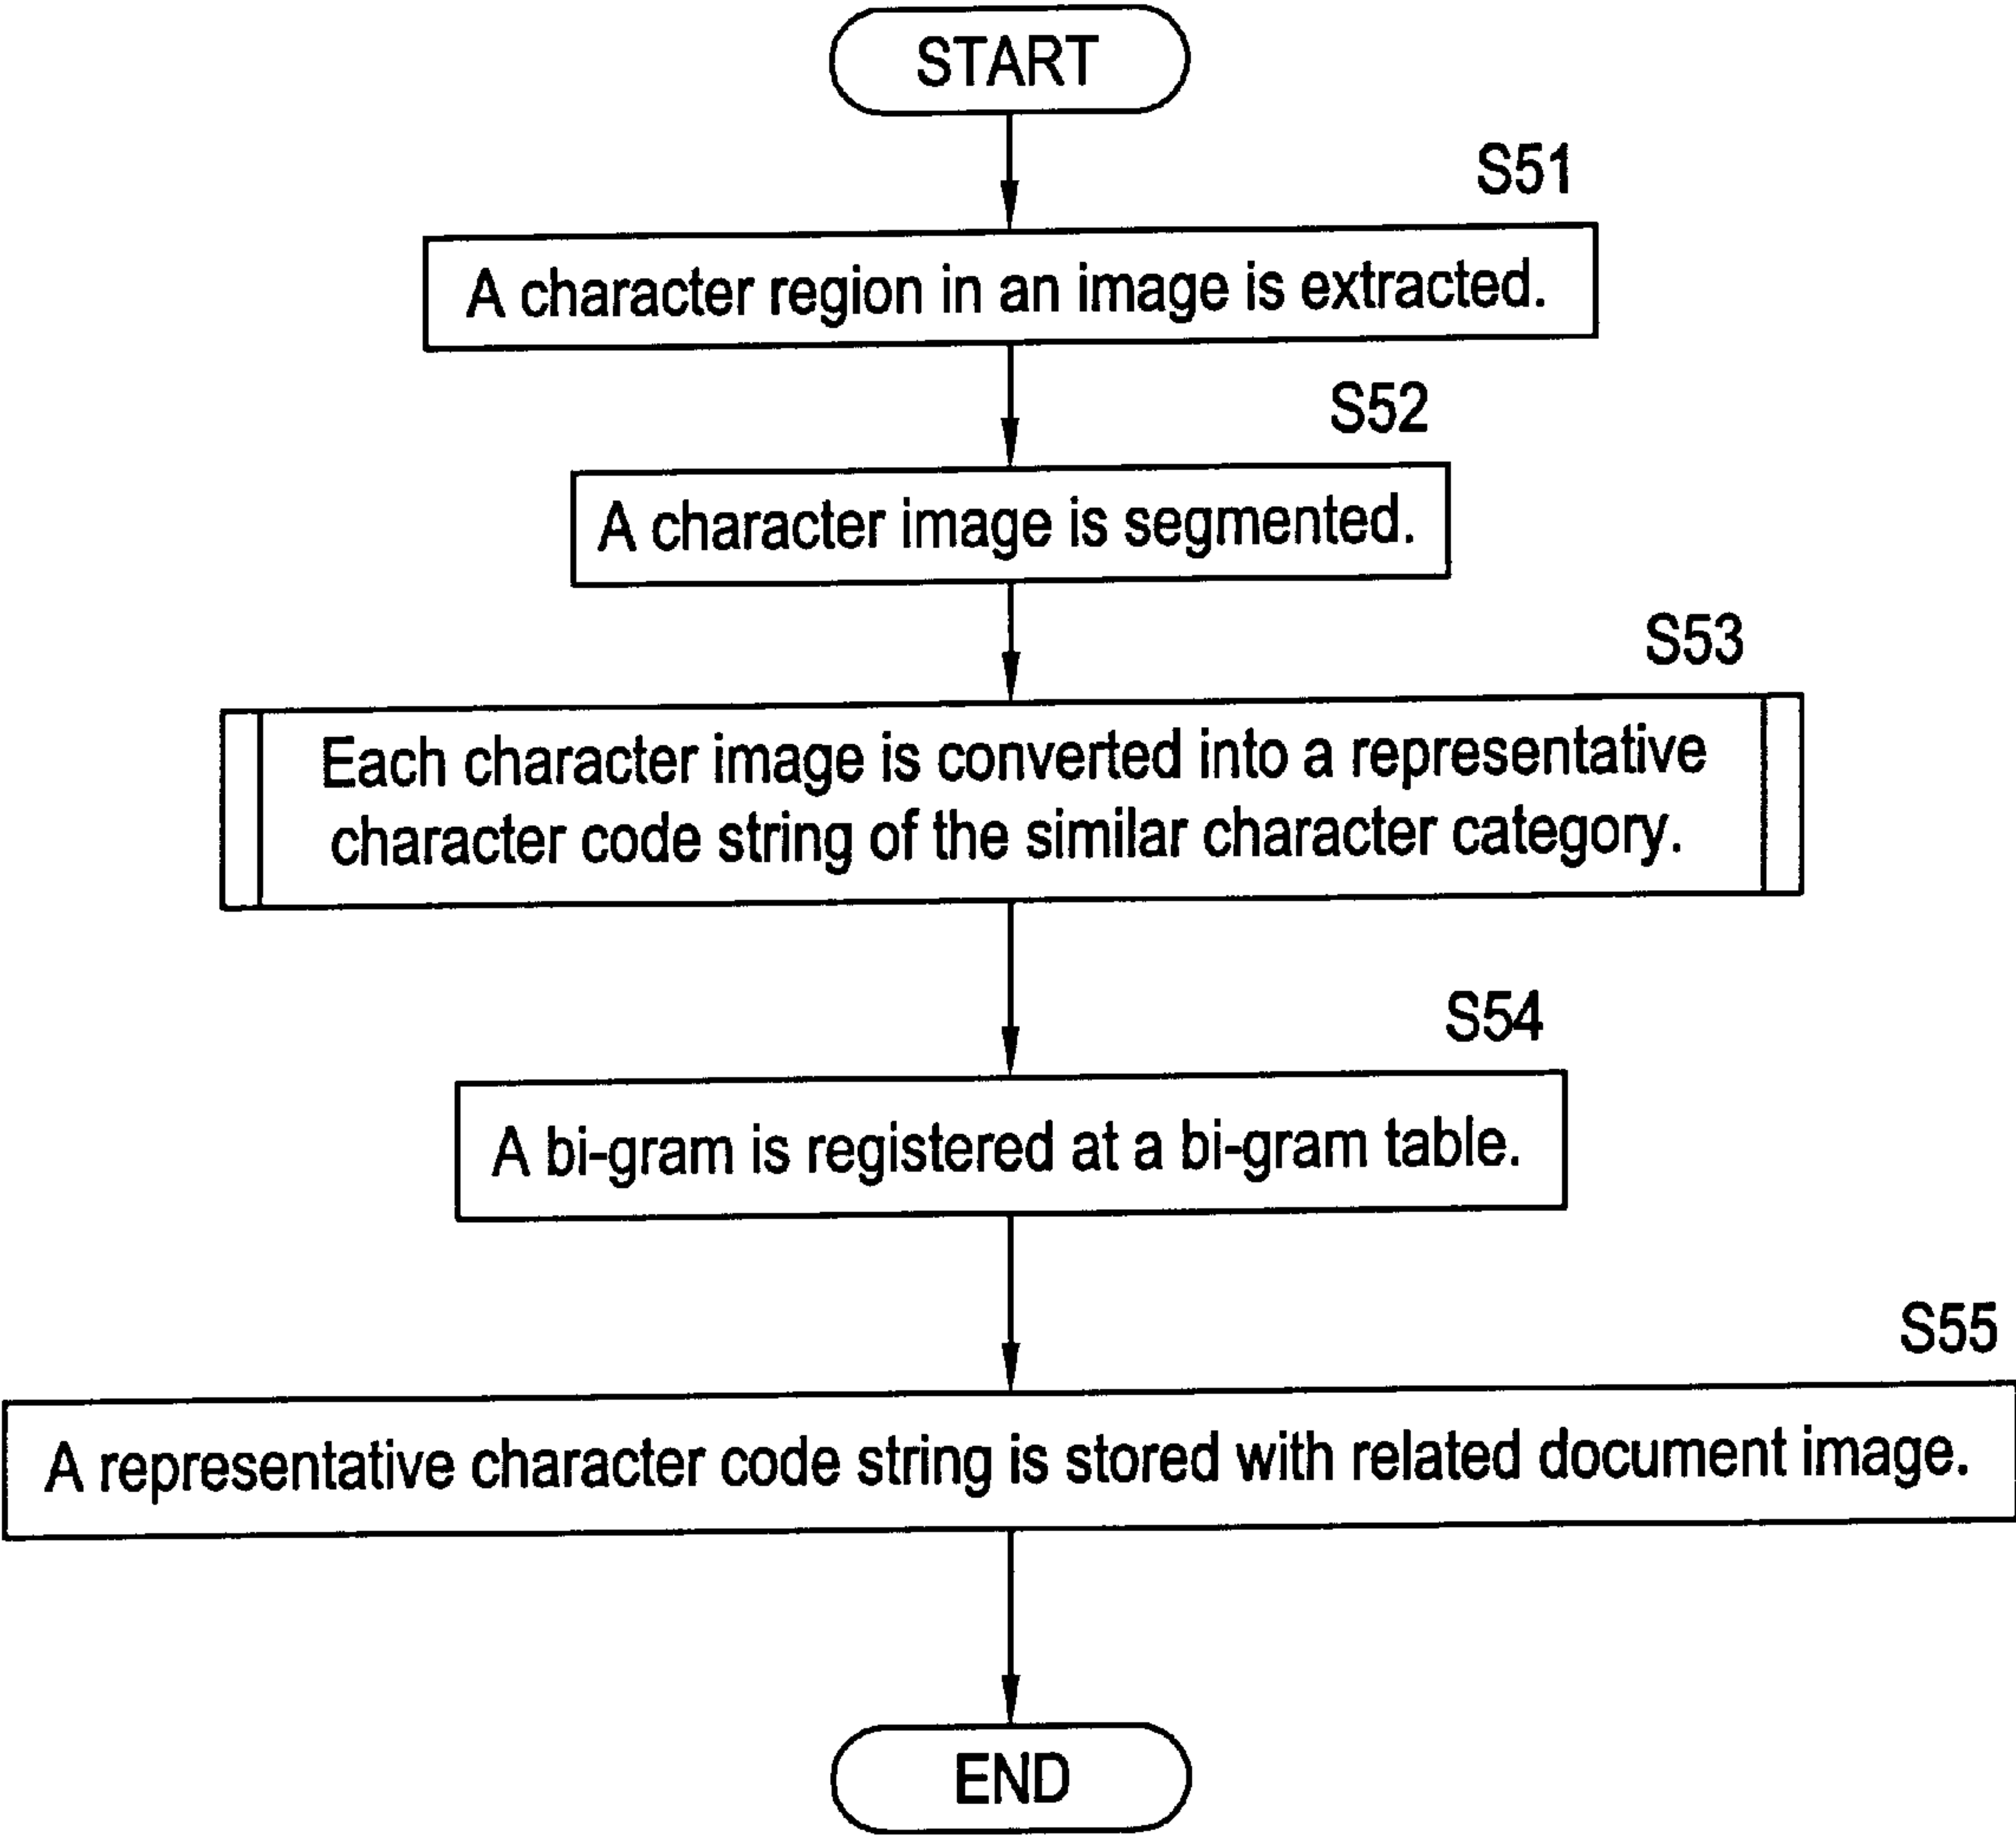 START
S51
A character region in an image is extracted.
S52
A character image is segmented.
S53
Each character image is converted into a representative
character code string of the similar character category.
S54
A bi-gram is registered at a bi-gram table.
S55
A representative character code string is stored with related document image.
END